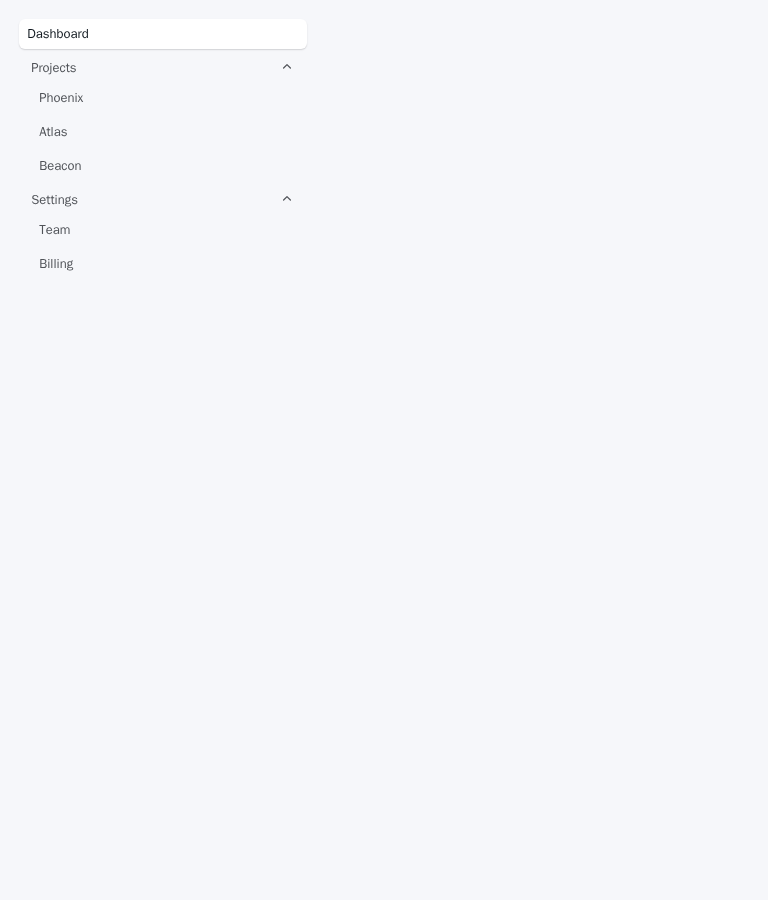 Dashboard
Projects
Phoenix
Atlas
Beacon
Settings
Team
Billing